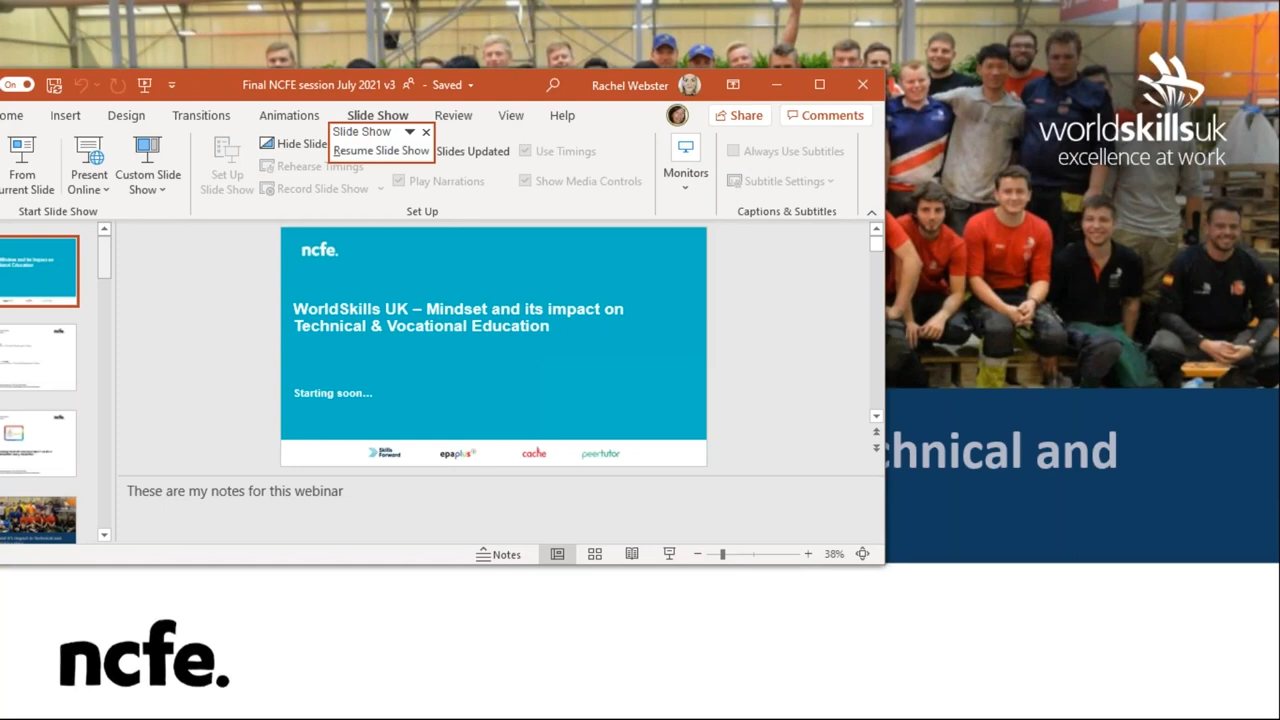 On
Final NCFE session July 2021 v3 - Saved
Rachel Webster
ome Insert Design Transitions Animations Slide Show Review View Help
Share Comments
Slide Show
Resume Slide Show
From
urrent Slide
Present
Online
Custom Slide
Show
Start Slide Show
Set Up
Slide Show
Hide Slide
Rehearse Timings
Record Slide Show
Slides Updated
Play Narrations
Use Timings
Show Media Controls
Set Up
Monitors
Always Use Subtitles
Subtitle Settings
Captions & Subtitles
worldskillsuk
excellence at work
ncfe.
WorldSkills UK – Mindset and its impact on
Technical & Vocational Education
Starting soon...
Skills
Forward
epaplus
cache
peertutor
These are my notes for this webinar
Notes
38%
chnical and
ncfe.